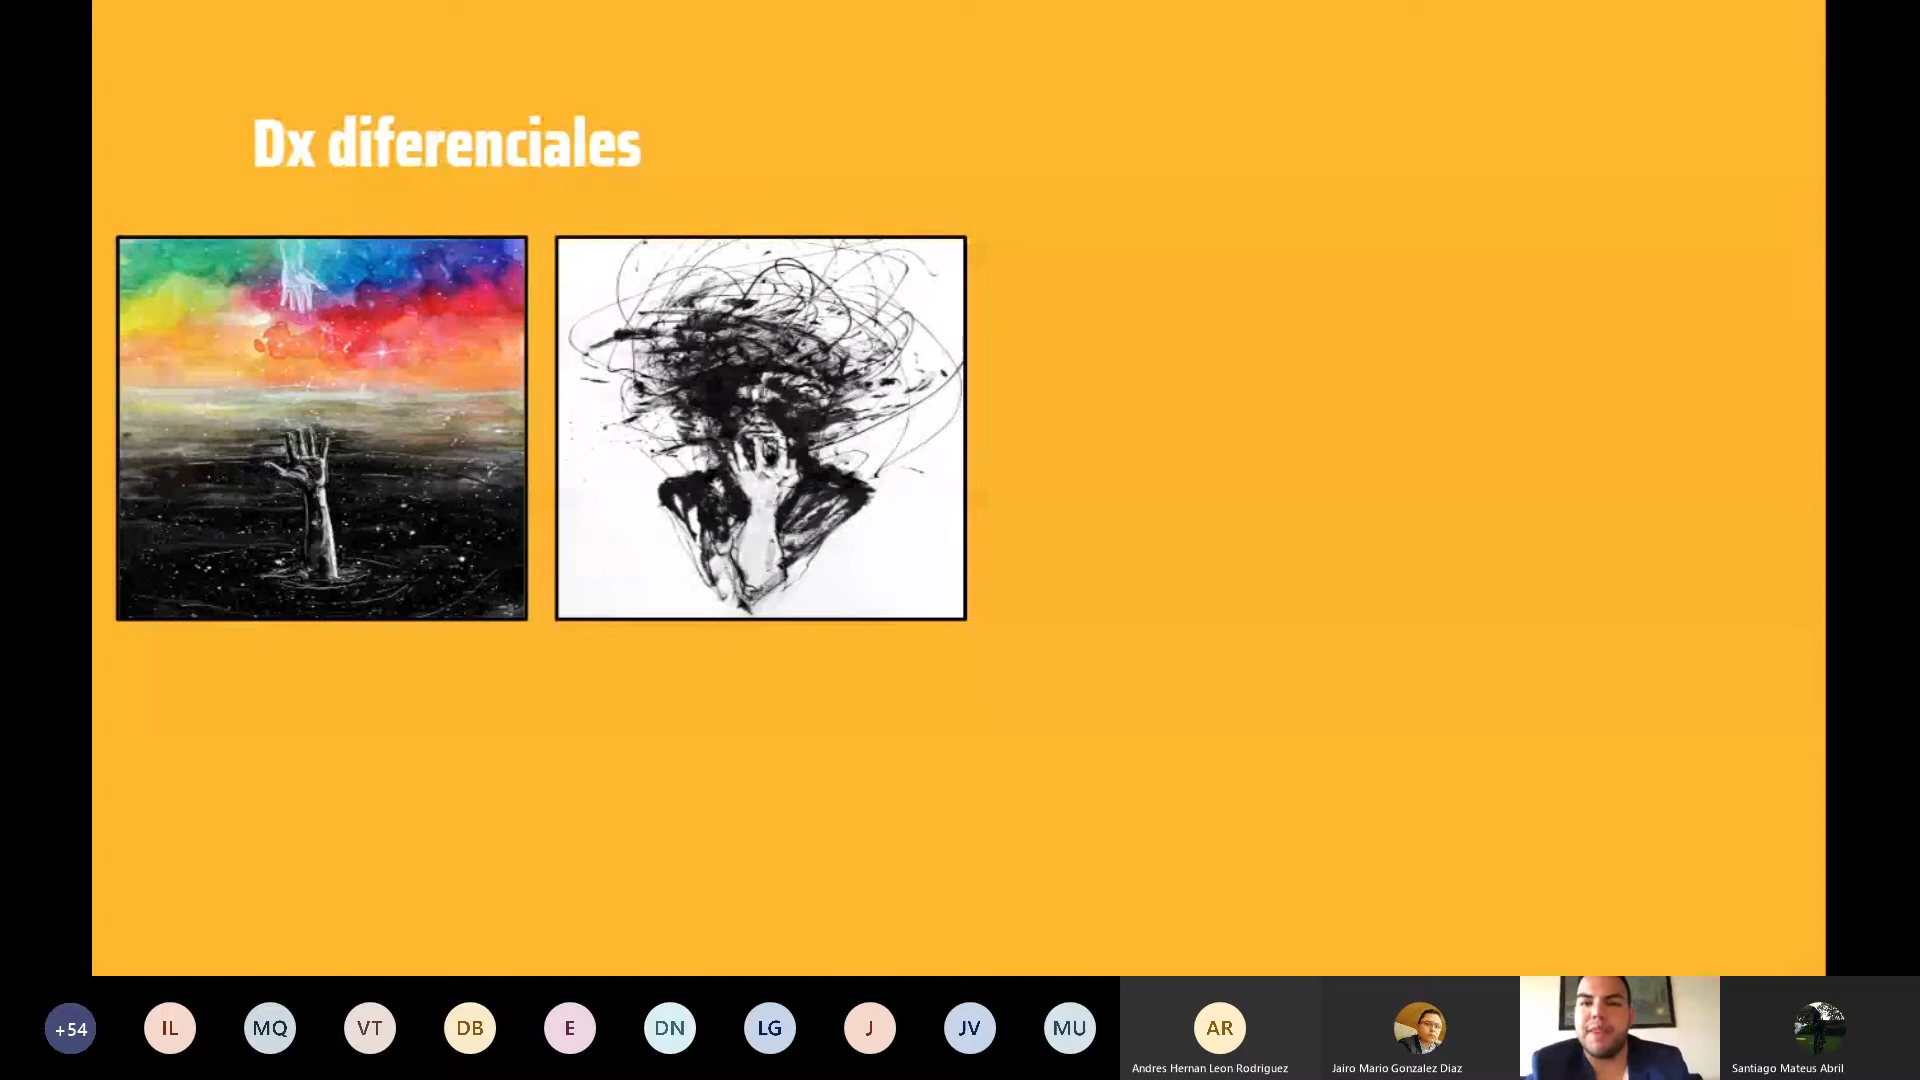 Dx diferenciales
+54
IL
MQ
VT
DB
E
DN
LG
J
JV
MU
AR
Andres Hernan Leon Rodriguez
Jairo Mario Gonzalez Diaz
Santiago Mateus Abril